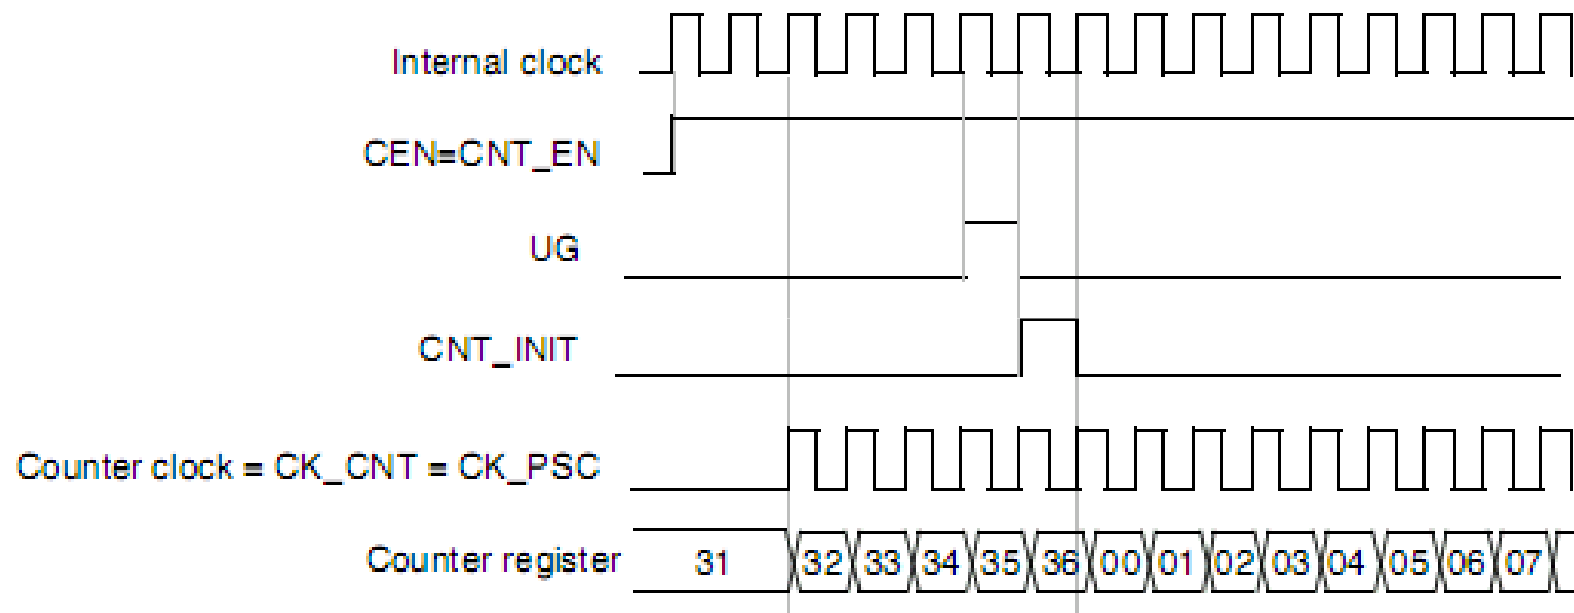 Internal clock
CEN=CNT_EN
UG
CNT_INIT
Counter clock = CK_CNT = CK_PSC
Counter register 31 32 33 34 35 36 00 01 02 03 04 05 06 07